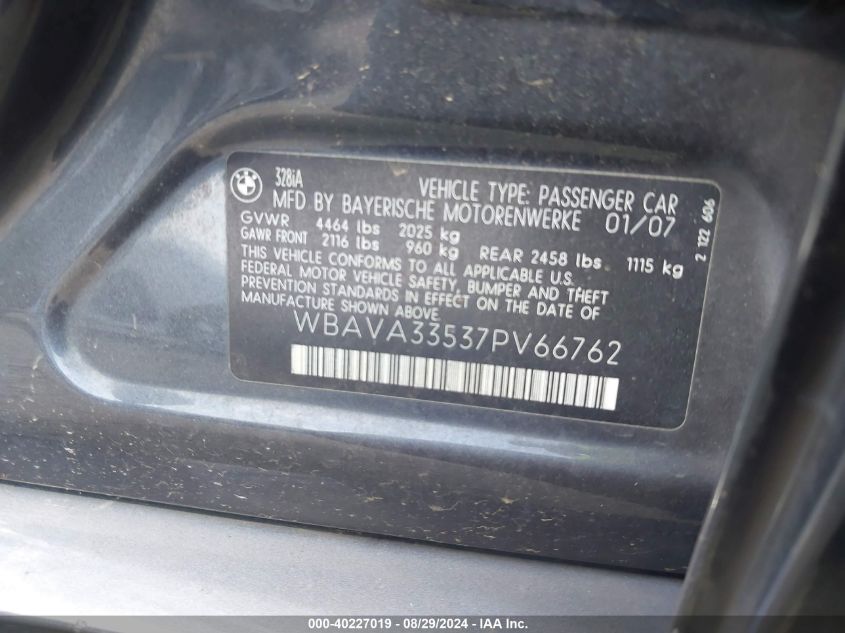 BMW
328iA
VEHICLE TYPE: PASSENGER CAR
MFD BY BAYERISCHE MOTORENWERKE 01/07
GVWR 4464 lbs 2025 kg
GAWR FRONT 2116 lbs 960 kg REAR 2458 lbs 1115 kg
THIS VEHICLE CONFORMS TO ALL APPLICABLE U.S.
FEDERAL MOTOR VEHICLE SAFETY, BUMPER AND THEFT
PREVENTION STANDARDS IN EFFECT ON THE DATE OF
MANUFACTURE SHOWN ABOVE
WBAVA33537PV66762
2 122 606
000-40227019 - 08/29/2024 - IAA Inc.